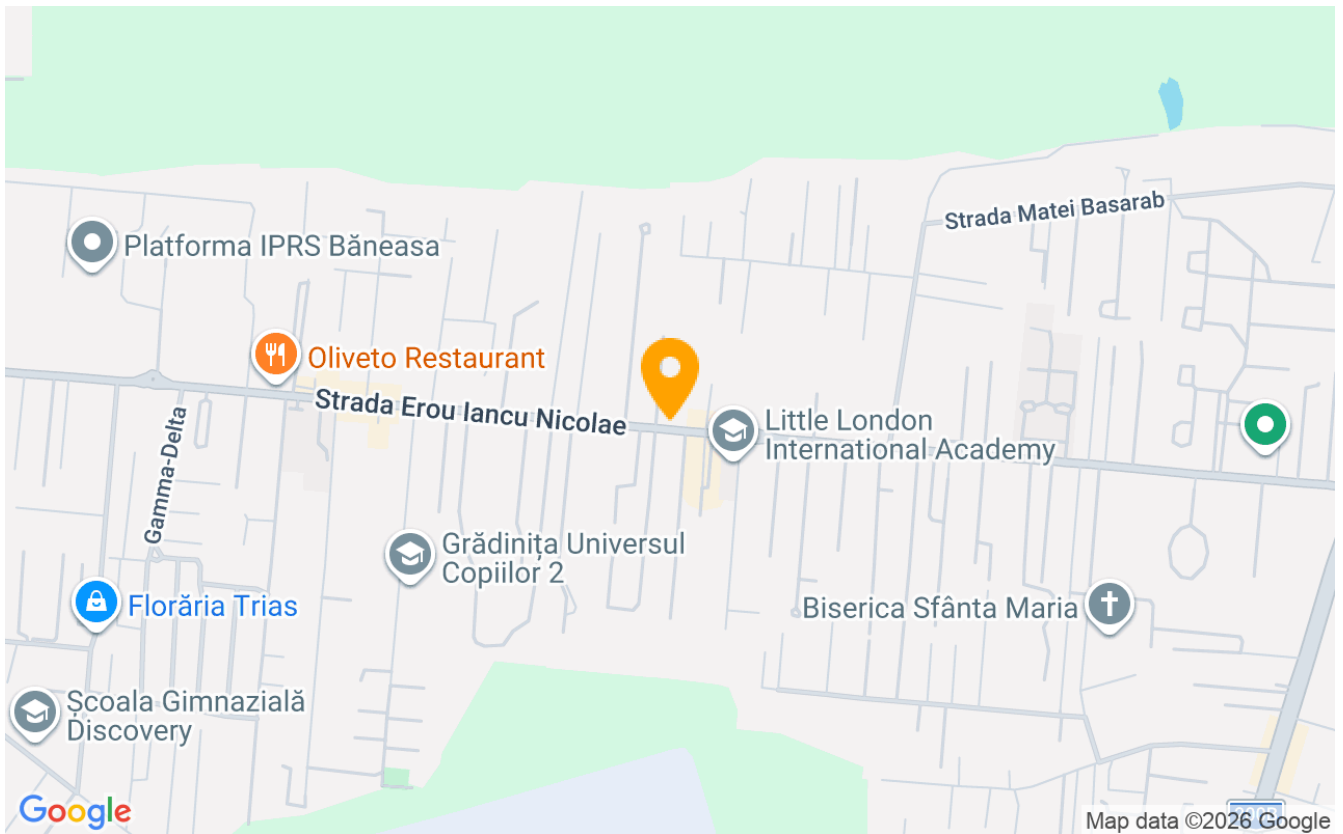 Strada Matei Basarab
Platforma IPRS Băneasa
Oliveto Restaurant
Strada Erou Iancu Nicolae
Little London
International Academy
Gamma-Delta
Grădinița Universul
Copiilor 2
Florăria Trias
Biserica Sfânta Maria
Școala Gimnazială
Discovery
Google
Map data ©2026 Google